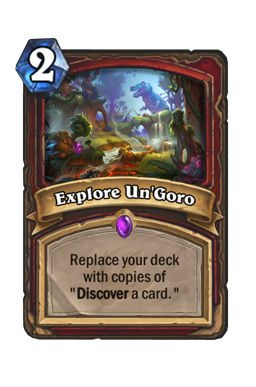 2
Explore Un'Goro
Replace your deck
with copies of
"Discover a card."